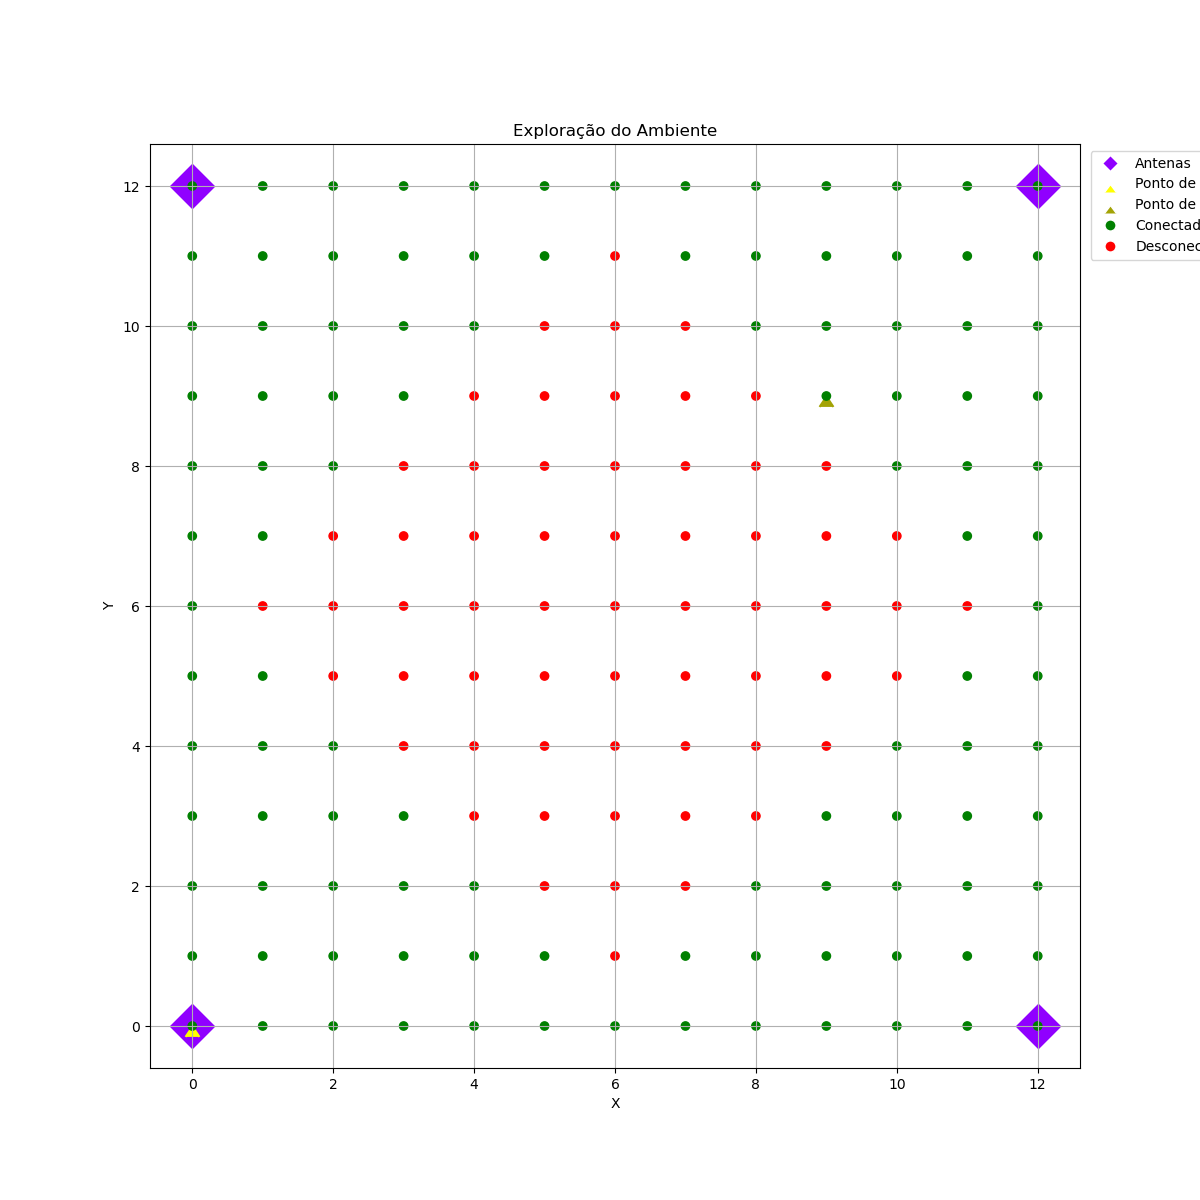 Exploração do Ambiente
Antenas
Ponto de
Ponto de
Conectad
Desconec
12
10
8
6
4
2
0
Y
0 2 4 6 8 10 12
X